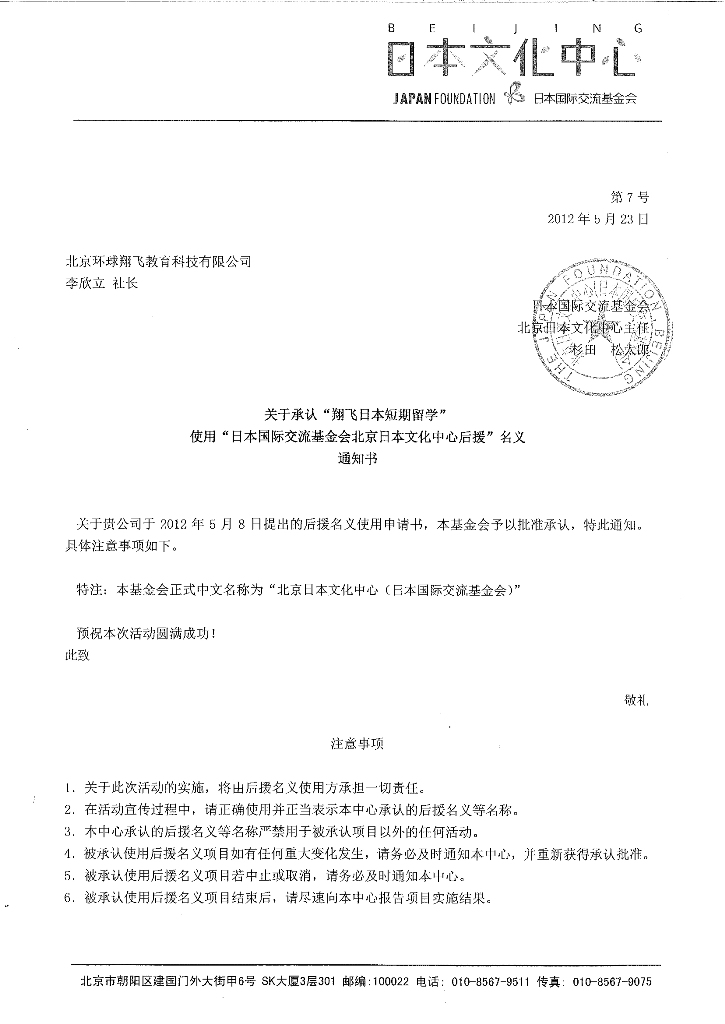 BEIJING
日本文化中心
JAPAN FOUNDATION 日本国际交流基金会
第 7 号
2012 年 5 月 23 日
北京环球翔飞教育科技有限公司
李欣立 社长
日本国际交流基金会
北京日本文化中心主任
杉田 松太郎
THE JAPAN FOUNDATION, BEIJING
关于承认“翔飞日本短期留学”
使用“日本国际交流基金会北京日本文化中心后援”名义
通知书
关于贵公司于 2012 年 5 月 8 日提出的后援名义使用申请书，本基金会予以批准承认，特此通知。
具体注意事项如下。
特注：本基金会正式中文名称为“北京日本文化中心（日本国际交流基金会）”
预祝本次活动圆满成功！
此致
敬礼
注意事项
1. 关于此次活动的实施，将由后援名义使用方承担一切责任。
2. 在活动宣传过程中，请正确使用并正当表示本中心承认的后援名义等名称。
3. 本中心承认的后援名义等名称严禁用于被承认项目以外的任何活动。
4. 被承认使用后援名义项目如有任何重大变化发生，请务必及时通知本中心，并重新获得承认批准。
5. 被承认使用后援名义项目若中止或取消，请务必及时通知本中心。
6. 被承认使用后援名义项目结束后，请尽速向本中心报告项目实施结果。
北京市朝阳区建国门外大街甲6号 SK大厦3层301 邮编:100022 电话: 010-8567-9511 传真: 010-8567-9075